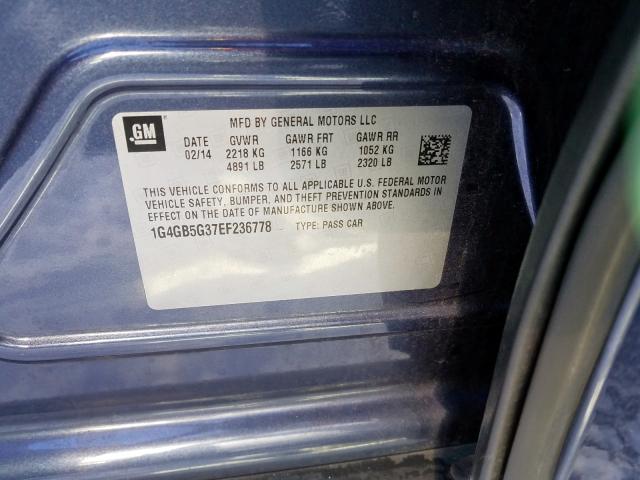 GM
MFD BY GENERAL MOTORS LLC
DATE GVWR GAWR FRT GAWR RR
02/14 2218 KG 1166 KG 1052 KG
4891 LB 2571 LB 2320 LB
THIS VEHICLE CONFORMS TO ALL APPLICABLE U.S. FEDERAL MOTOR
VEHICLE SAFETY, BUMPER, AND THEFT PREVENTION STANDARDS IN
EFFECT ON THE DATE OF MANUFACTURE SHOWN ABOVE.
1G4GB5G37EF236778 TYPE: PASS CAR